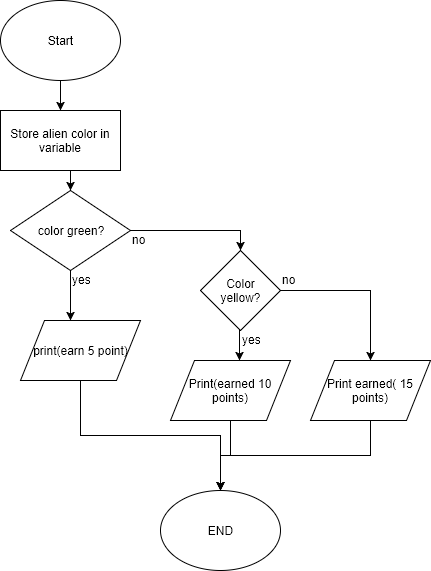 Start
Store alien color in
variable
color green?
no
yes
Color
yellow?
no
yes
print(earn 5 point)
Print(earned 10
points)
Print earned( 15
points)
END